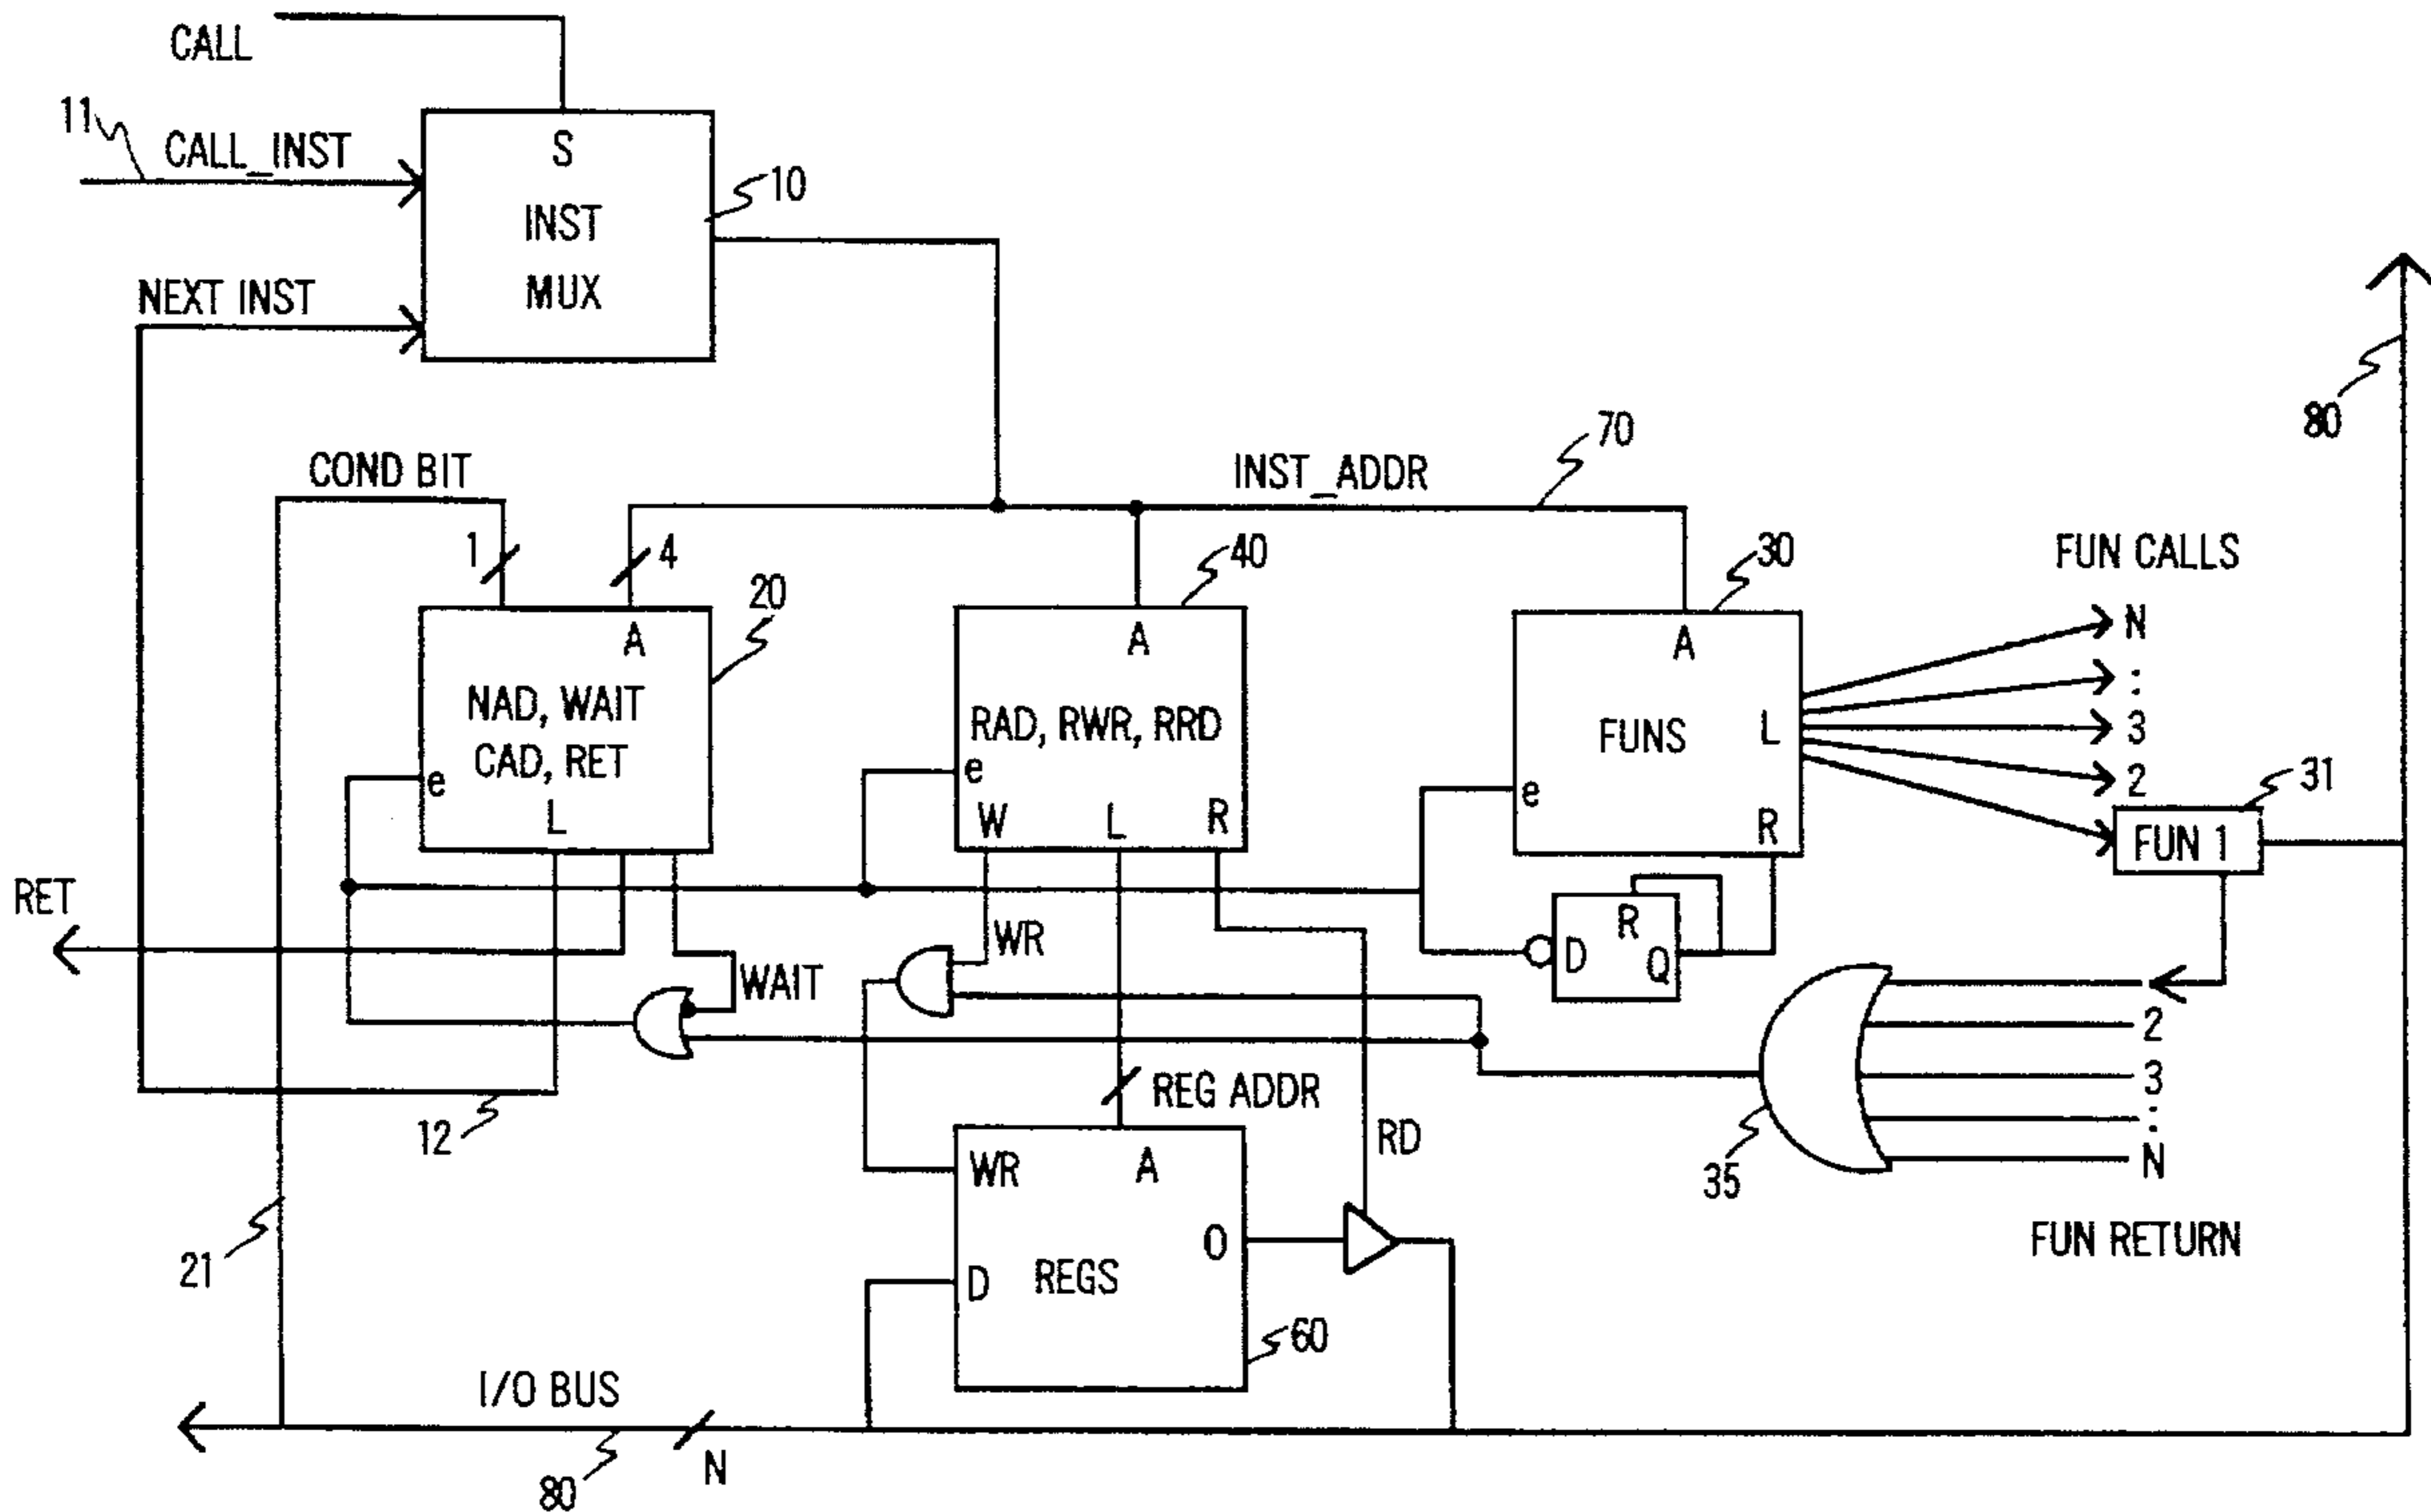 CALL
11
CALL_INST
S
INST
MUX
10
NEXT INST
80
COND BIT
INST_ADDR
70
1
4
20
40
30
FUN CALLS
A
NAD, WAIT
CAD, RET
e
L
A
RAD, RWR, RRD
e
W
L
R
A
FUNS
L
e
R
N
:
3
2
31
FUN 1
RET
WAIT
WR
R
D
Q
2
3
:
N
35
FUN RETURN
12
REG ADDR
RD
21
WR
A
O
D
REGS
60
I/O BUS
80
N